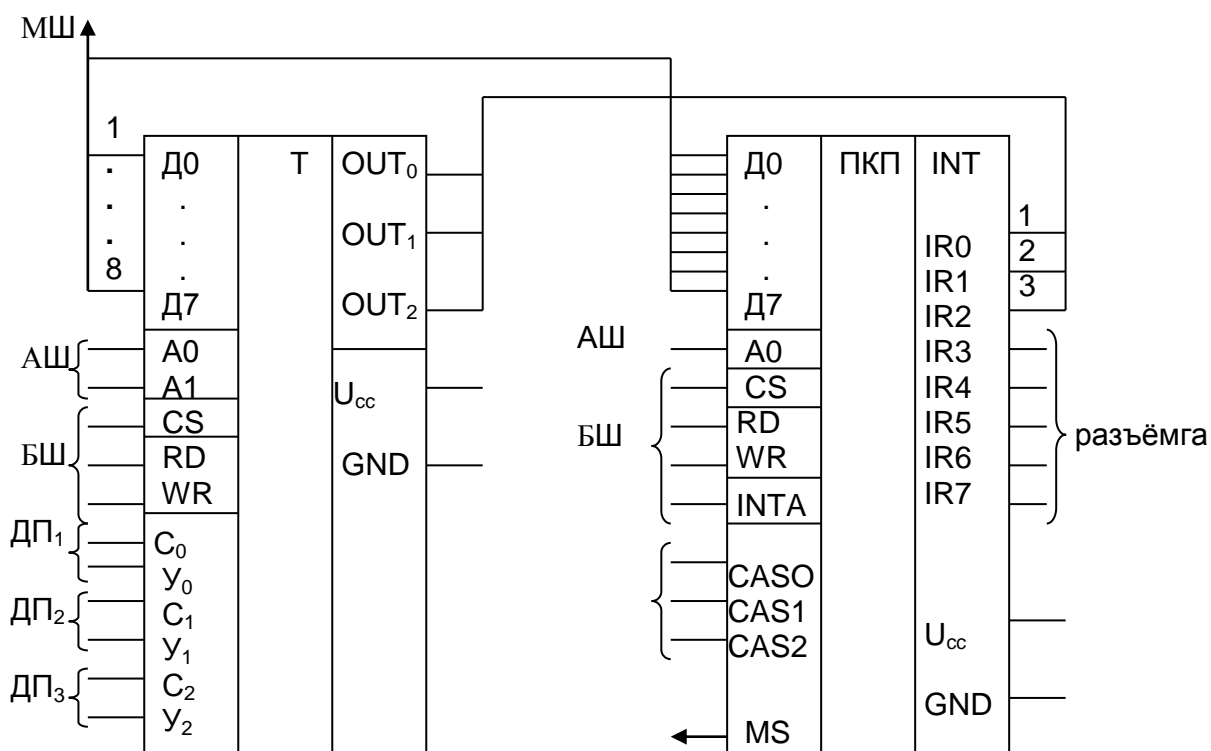 МШ
1
.
.
.
8
Д0
.
.
.
Д7
Т
OUT0
OUT1
OUT2
АШ
A0
A1
БШ
CS
RD
WR
Ucc
GND
ДП1
C0
У0
ДП2
C1
У1
ДП3
C2
У2
Д0
.
.
.
Д7
ПКП
INT
1
IR0
2
IR1
3
IR2
IR3
IR4
IR5
IR6
IR7
разъёмга
АШ
A0
БШ
CS
RD
WR
INTA
CASO
CAS1
CAS2
Ucc
GND
MS